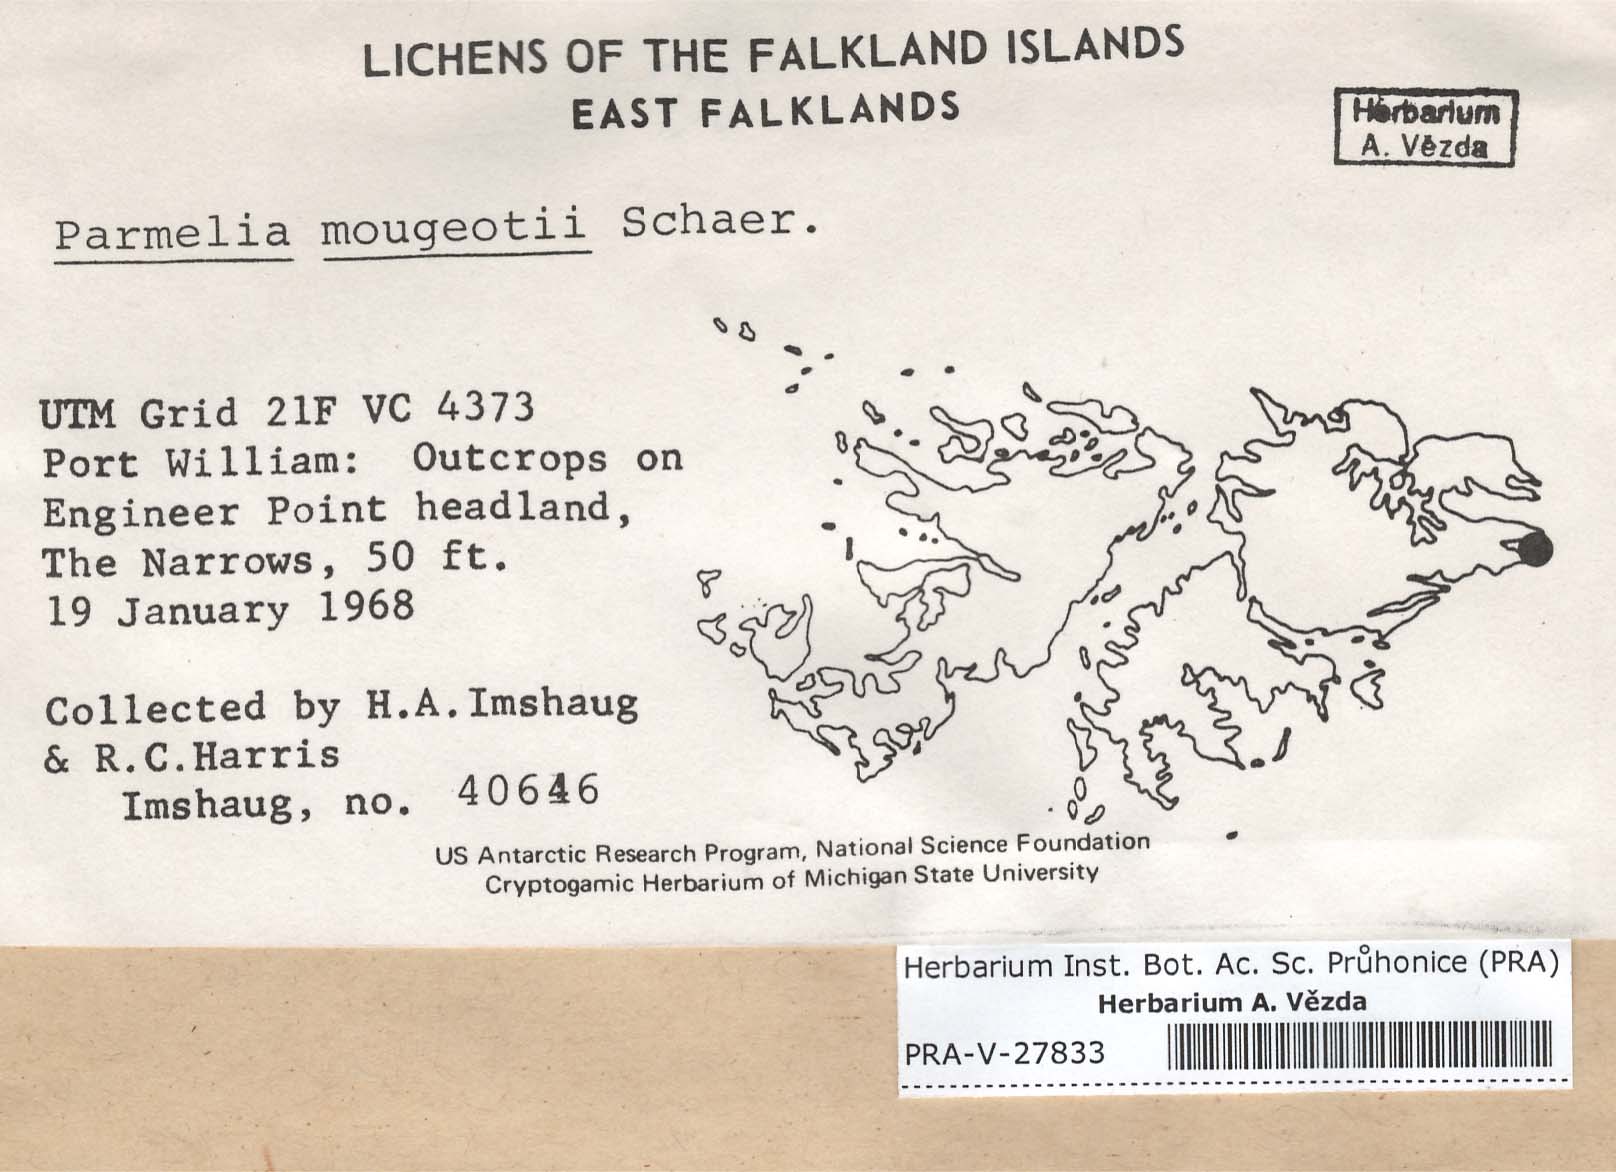 LICHENS OF THE FALKLAND ISLANDS
EAST FALKLANDS
Herbarium
A. Vězda
Parmelia mougeotii Schaer.
UTM Grid 21F VC 4373
Port William: Outcrops on
Engineer Point headland,
The Narrows, 50 ft.
19 January 1968
Collected by H.A.Imshaug
& R.C.Harris
Imshaug, no.
US Antarctic Research Program, National Science Foundation
Cryptogamic Herbarium of Michigan State University
Herbarium Inst. Bot. Ac. Sc. Průhonice (PRA)
Herbarium A. Vězda
PRA-V-27833